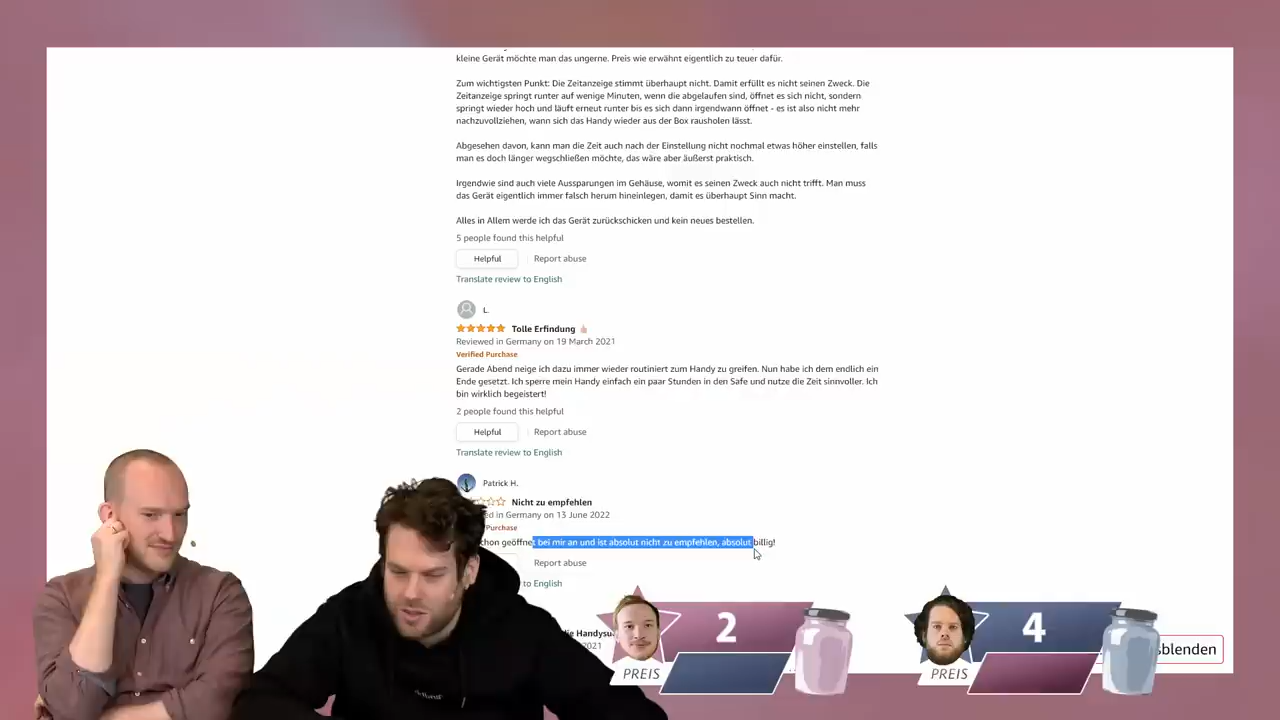 kleine Gerät möchte man das ungerne. Preis wie erwähnt eigentlich zu teuer dafür.
Zum wichtigsten Punkt: Die Zeitanzeige stimmt überhaupt nicht. Damit erfüllt es nicht seinen Zweck. Die
Zeitanzeige springt runter auf wenige Minuten, wenn die abgelaufen sind, öffnet es sich nicht, sondern
springt wieder hoch und läuft erneut runter bis es sich dann irgendwann öffnet - es ist also nicht mehr
nachzuvollziehen, wann sich das Handy wieder aus der Box rausholen lässt.
Abgesehen davon, kann man die Zeit auch nach der Einstellung nicht nochmal etwas höher einstellen, falls
man es doch länger wegschließen möchte, das wäre aber äußerst praktisch.
Irgendwie sind auch viele Aussparungen im Gehäuse, womit es seinen Zweck auch nicht trifft. Man muss
das Gerät eigentlich immer falsch herum hineinlegen, damit es überhaupt Sinn macht.
Alles in Allem werde ich das Gerät zurückschicken und kein neues bestellen.
5 people found this helpful
Helpful
Report abuse
Translate review to English
L.
Tolle Erfindung
Reviewed in Germany on 19 March 2021
Verified Purchase
Gerade Abend neige ich dazu immer wieder routiniert zum Handy zu greifen. Nun habe ich dem endlich ein
Ende gesetzt. Ich sperre mein Handy einfach ein paar Stunden in den Safe und nutze die Zeit sinnvoller. Ich
bin wirklich begeistert!
2 people found this helpful
Helpful
Report abuse
Translate review to English
Patrick H.
Nicht zu empfehlen
in Germany on 13 June 2022
Purchase
geöffnet bei mir an und ist absolut nicht zu empfehlen, absolut billig!
Report abuse
to English
2021
2
PREIS
4
PREIS